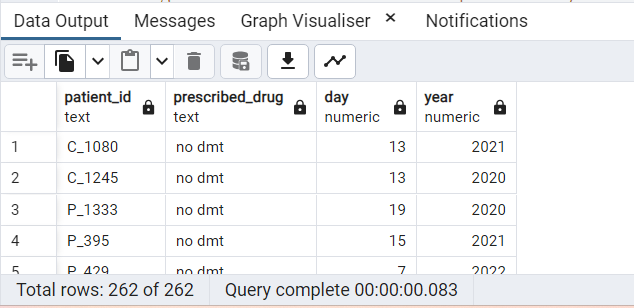 Data Output Messages Graph Visualiser × Notifications
patient_id prescribed_drug day year
text text numeric numeric
1 C_1080 no dmt 13 2021
2 C_1245 no dmt 13 2020
3 P_1333 no dmt 19 2020
4 P_395 no dmt 15 2021
5 P_429 no dmt 7 2022
Total rows: 262 of 262 Query complete 00:00:00.083